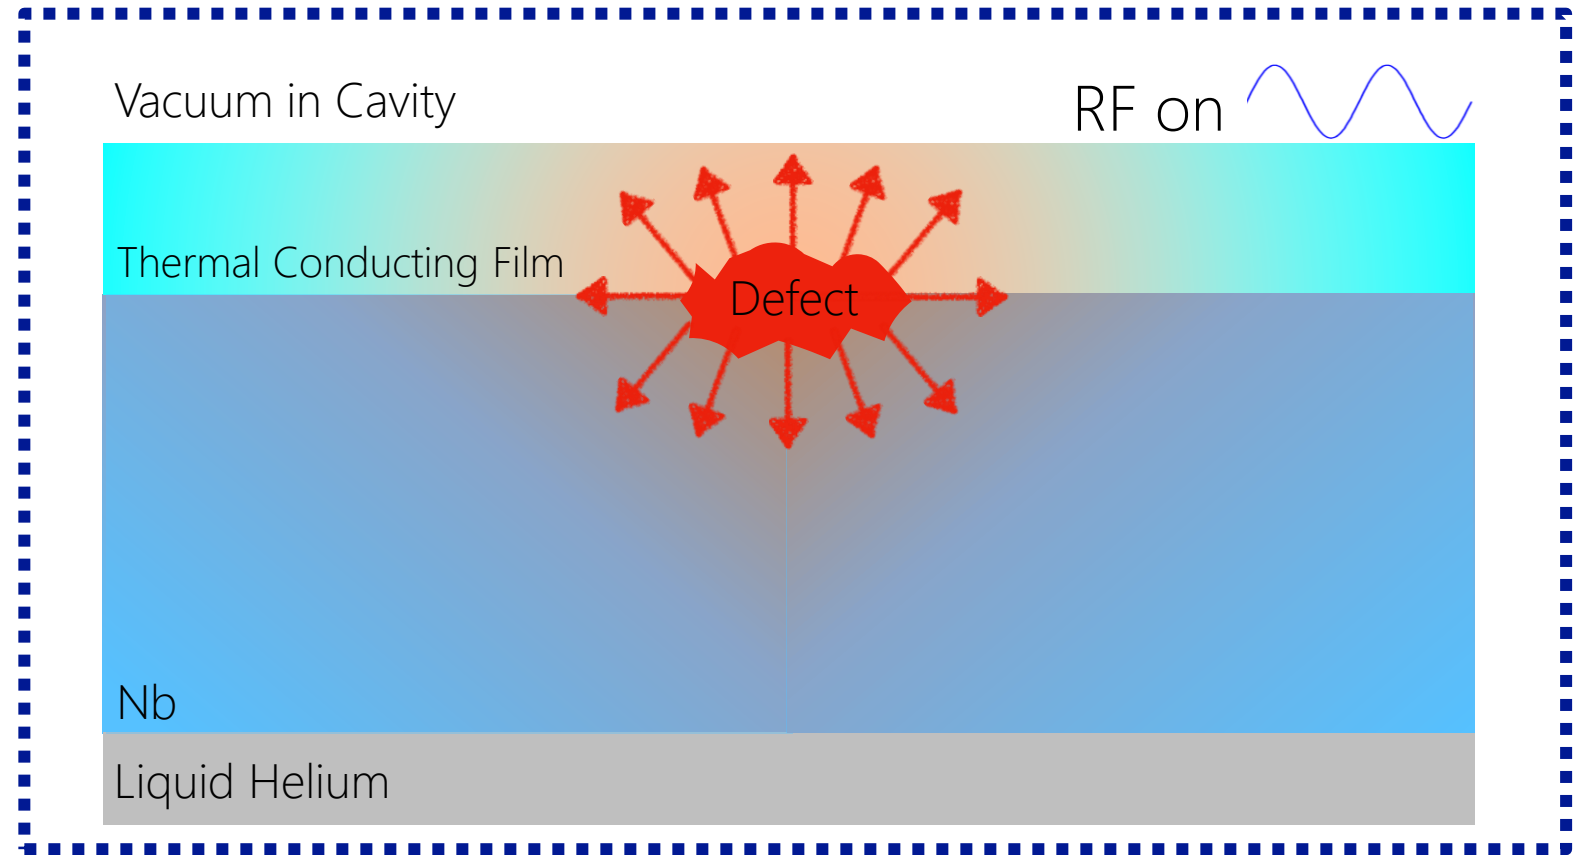 Vacuum in Cavity
RF on
Thermal Conducting Film
Defect
Nb
Liquid Helium